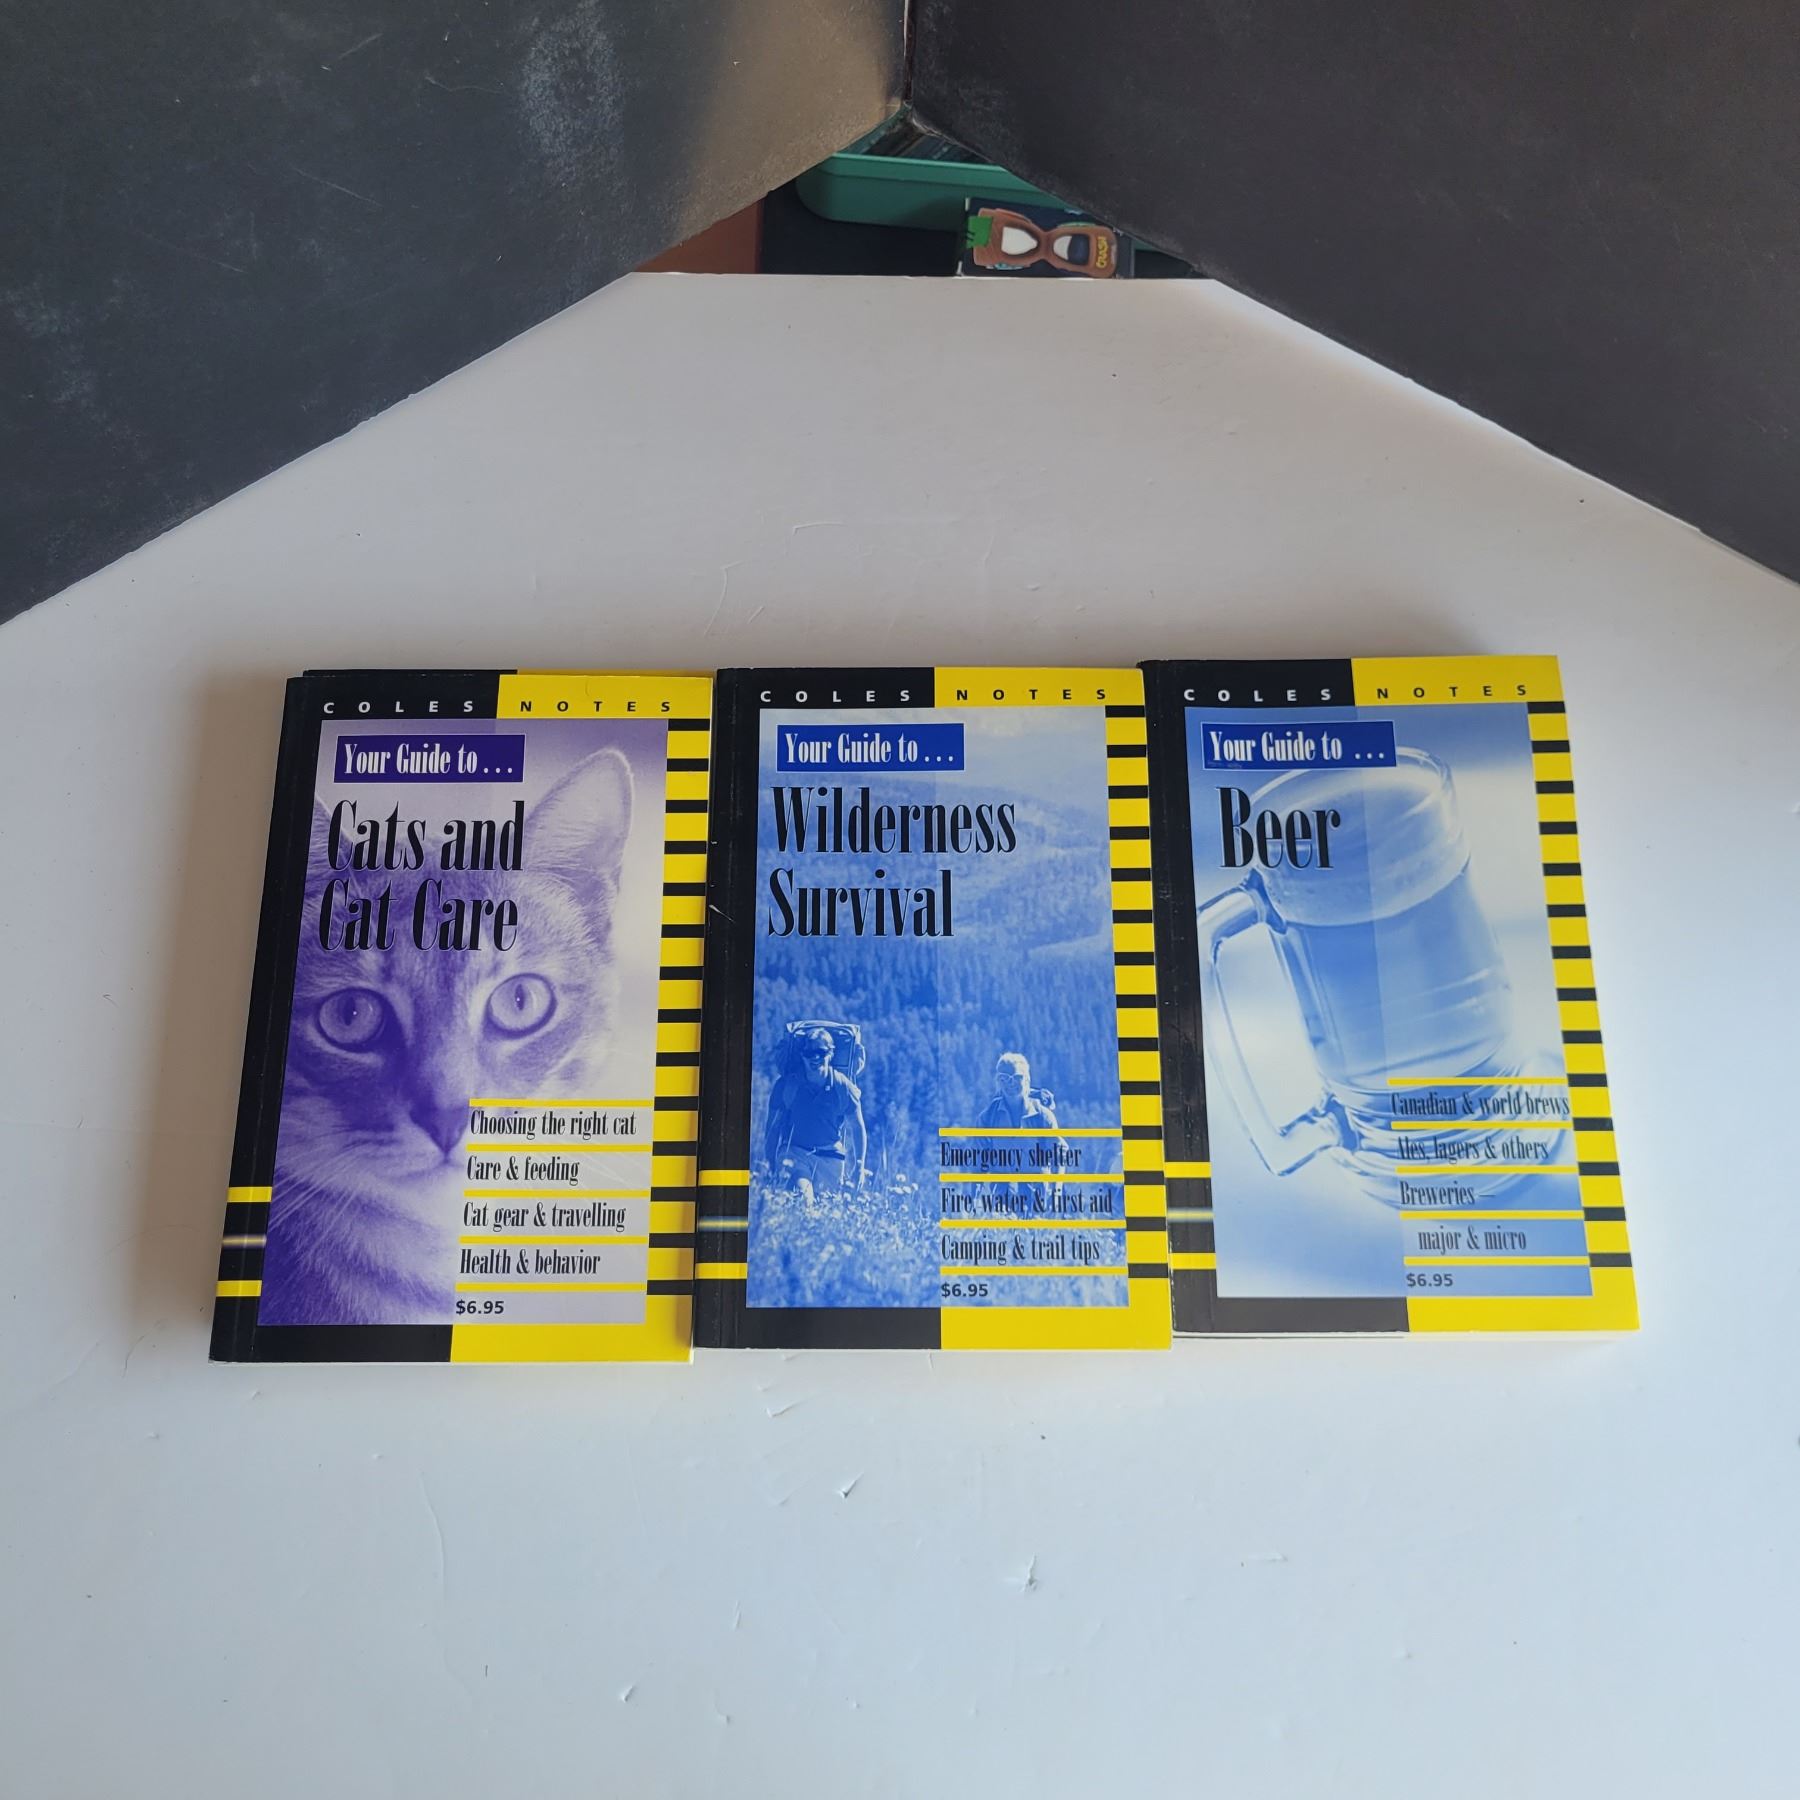 CRASH
COLES NOTES
Your Guide to...
Cats and
Cat Care
Choosing the right cat
Care & feeding
Cat gear & travelling
Health & behavior
$6.95
COLES NOTES
Your Guide to...
Wilderness
Survival
Emergency shelter
Fire, water & first aid
Camping & trail tips
$6.95
COLES NOTES
Your Guide to ...
Beer
Canadian & world brews
Ales, lagers & others
Breweries —
major & micro
$6.95